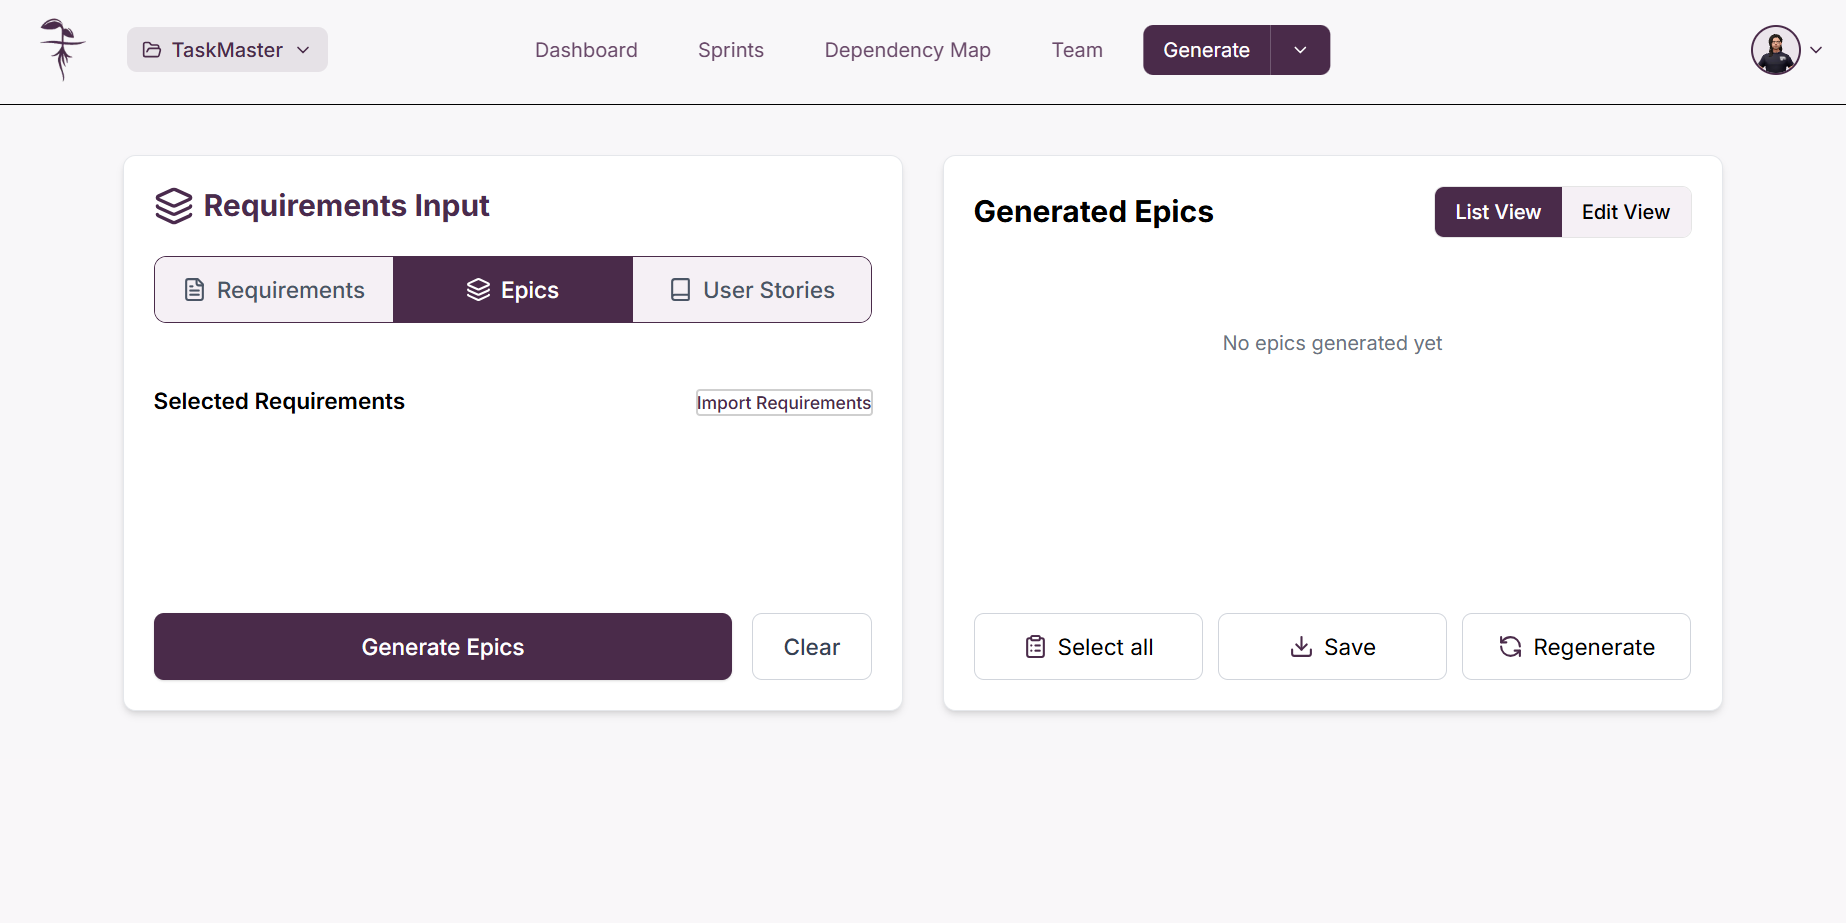 TaskMaster
Dashboard
Sprints
Dependency Map
Team
Generate
Requirements Input
Requirements
Epics
User Stories
Selected Requirements
Import Requirements
Generate Epics
Clear
Generated Epics
List View
Edit View
No epics generated yet
Select all
Save
Regenerate